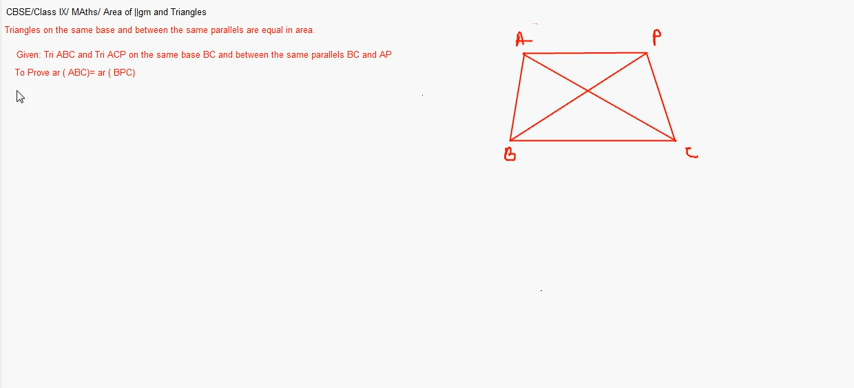 CBSE/Class IX/ MAths/ Area of ||gm and Triangles
Triangles on the same base and between the same parallels are equal in area.
Given: Tri ABC and Tri ACP on the same base BC and between the same parallels BC and AP
To Prove ar ( ABC)= ar ( BPC)
A P
B C